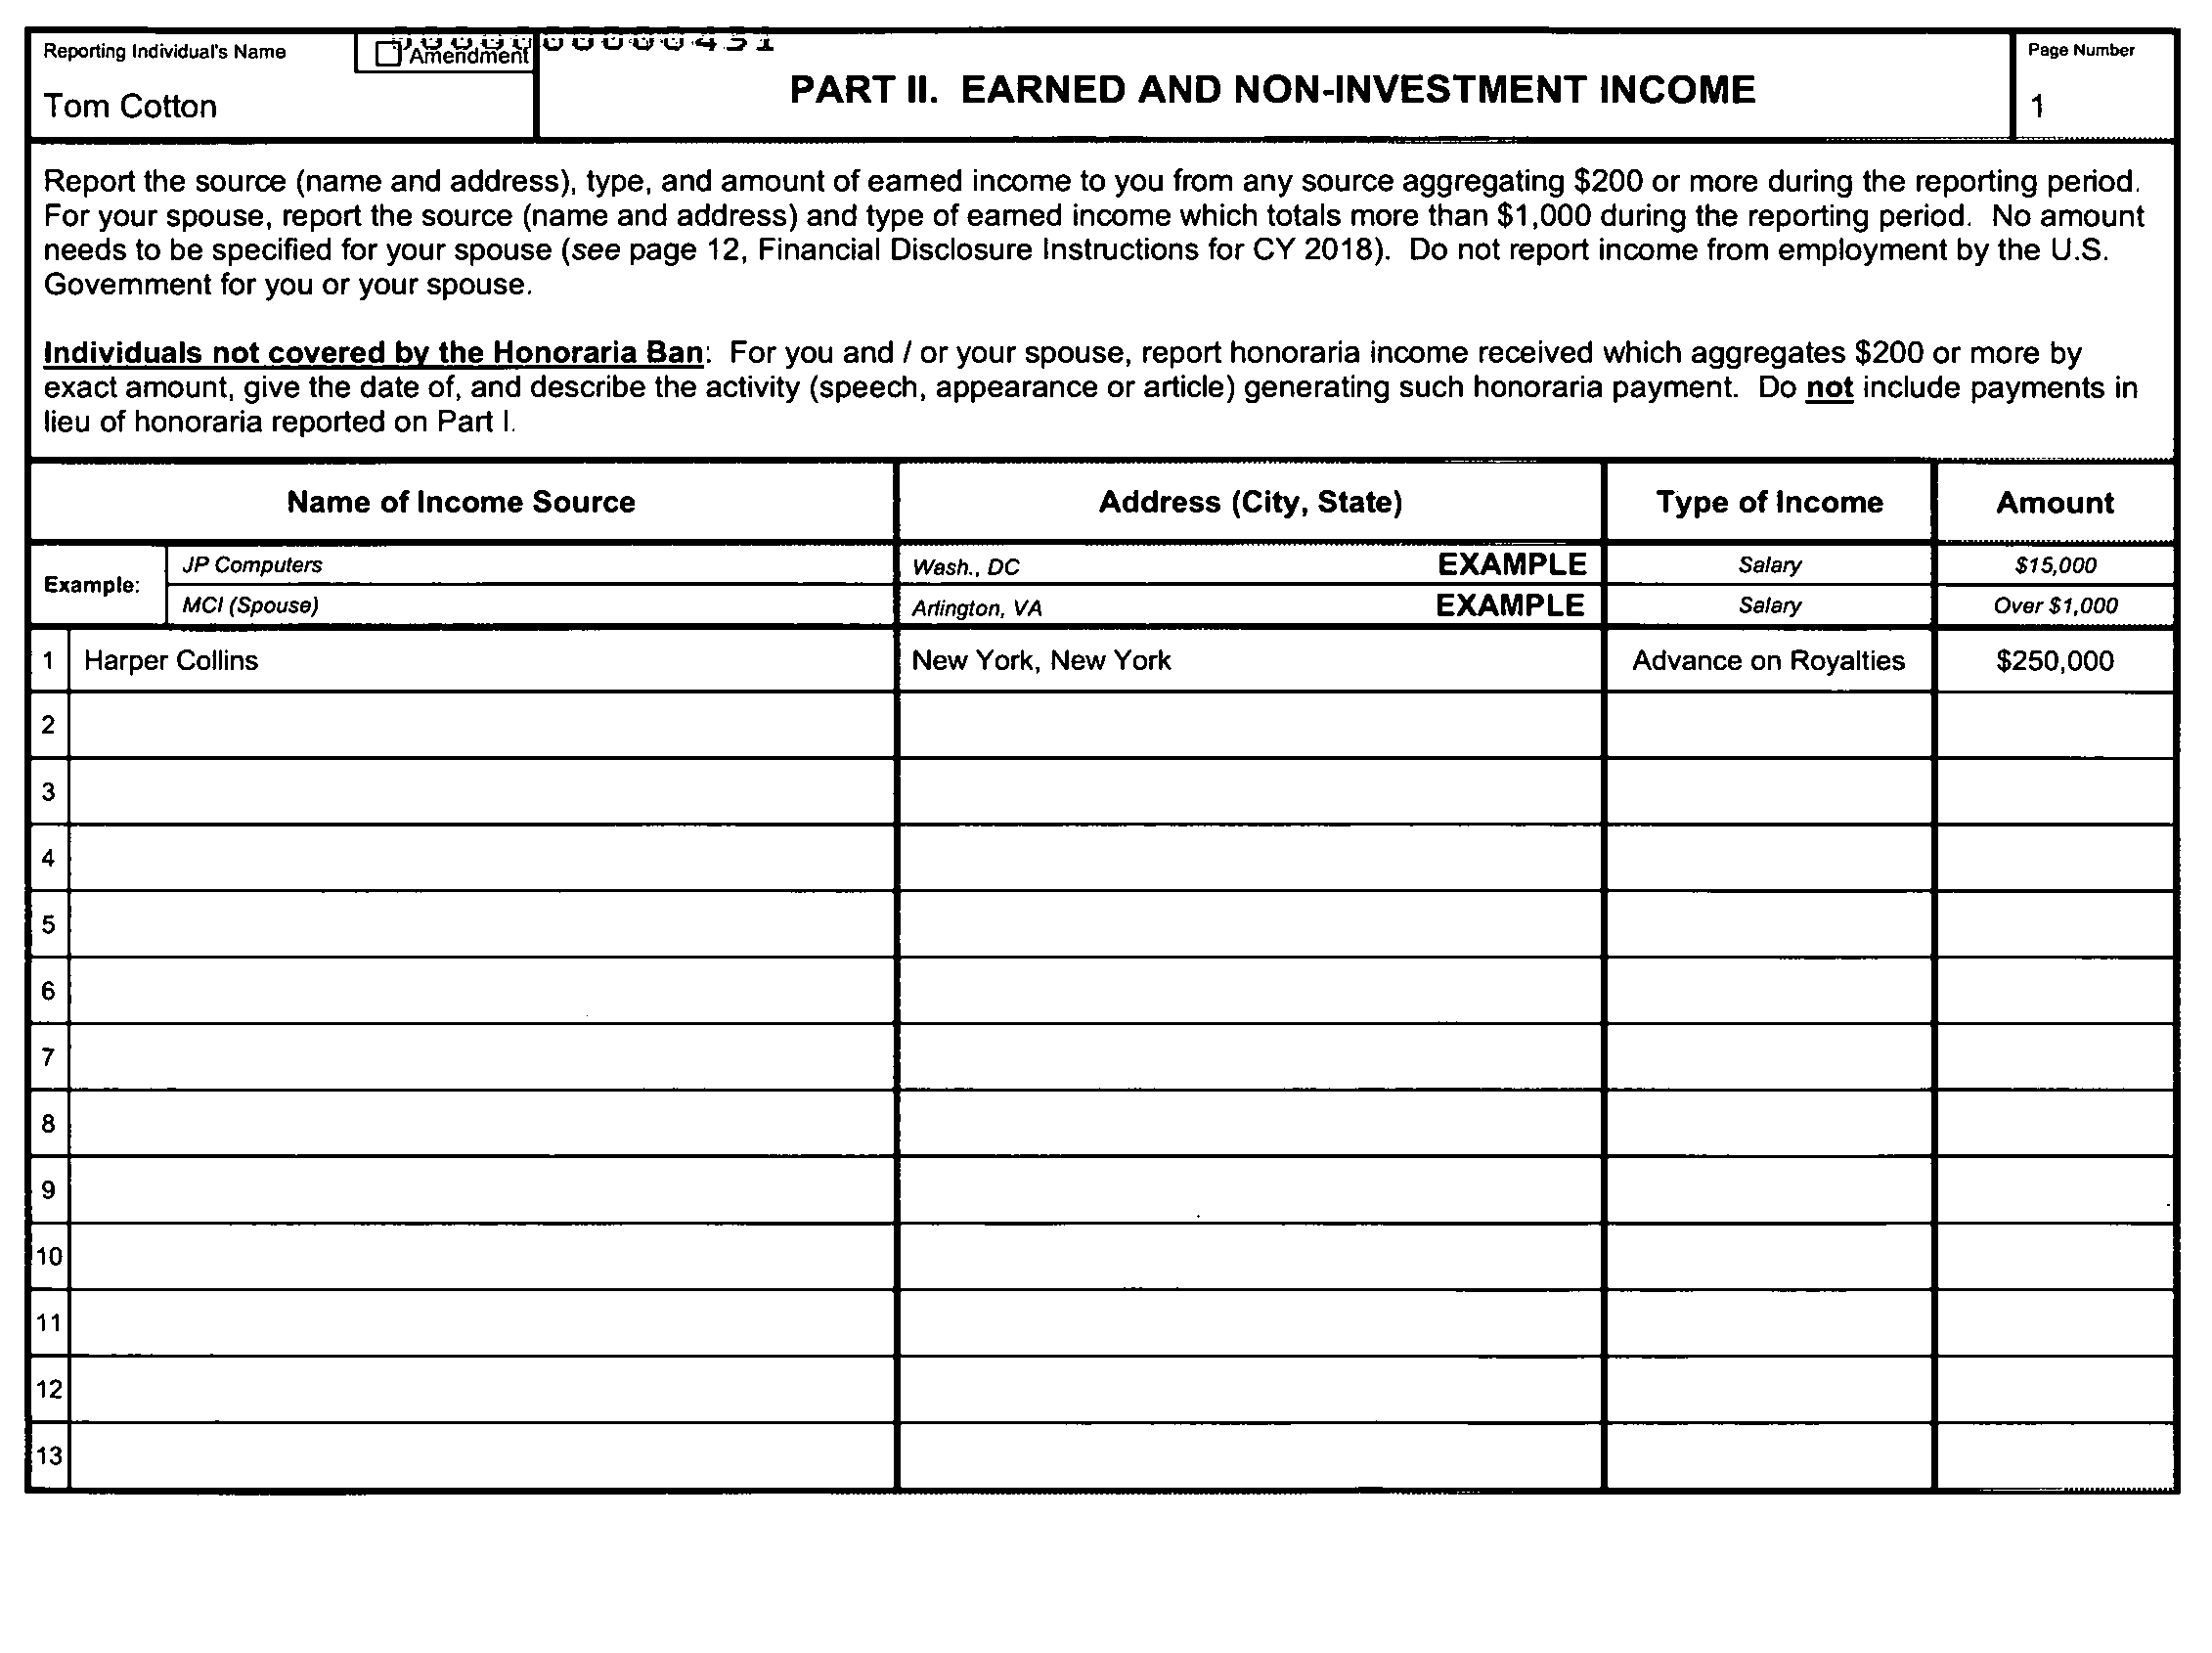 Reporting Individual's Name
Amendment
Tom Cotton
PART II. EARNED AND NON-INVESTMENT INCOME
Page Number
1
Report the source (name and address), type, and amount of earned income to you from any source aggregating $200 or more during the reporting period.
For your spouse, report the source (name and address) and type of earned income which totals more than $1,000 during the reporting period. No amount
needs to be specified for your spouse (see page 12, Financial Disclosure Instructions for CY 2018). Do not report income from employment by the U.S.
Government for you or your spouse.
Individuals not covered by the Honoraria Ban: For you and / or your spouse, report honoraria income received which aggregates $200 or more by
exact amount, give the date of, and describe the activity (speech, appearance or article) generating such honoraria payment. Do not include payments in
lieu of honoraria reported on Part I.
Name of Income Source Address (City, State) Type of Income Amount
Example: JP Computers Wash., DC EXAMPLE Salary $15,000
MCI (Spouse) Arlington, VA EXAMPLE Salary Over $1,000
1 Harper Collins New York, New York Advance on Royalties $250,000
2
3
4
5
6
7
8
9
10
11
12
13